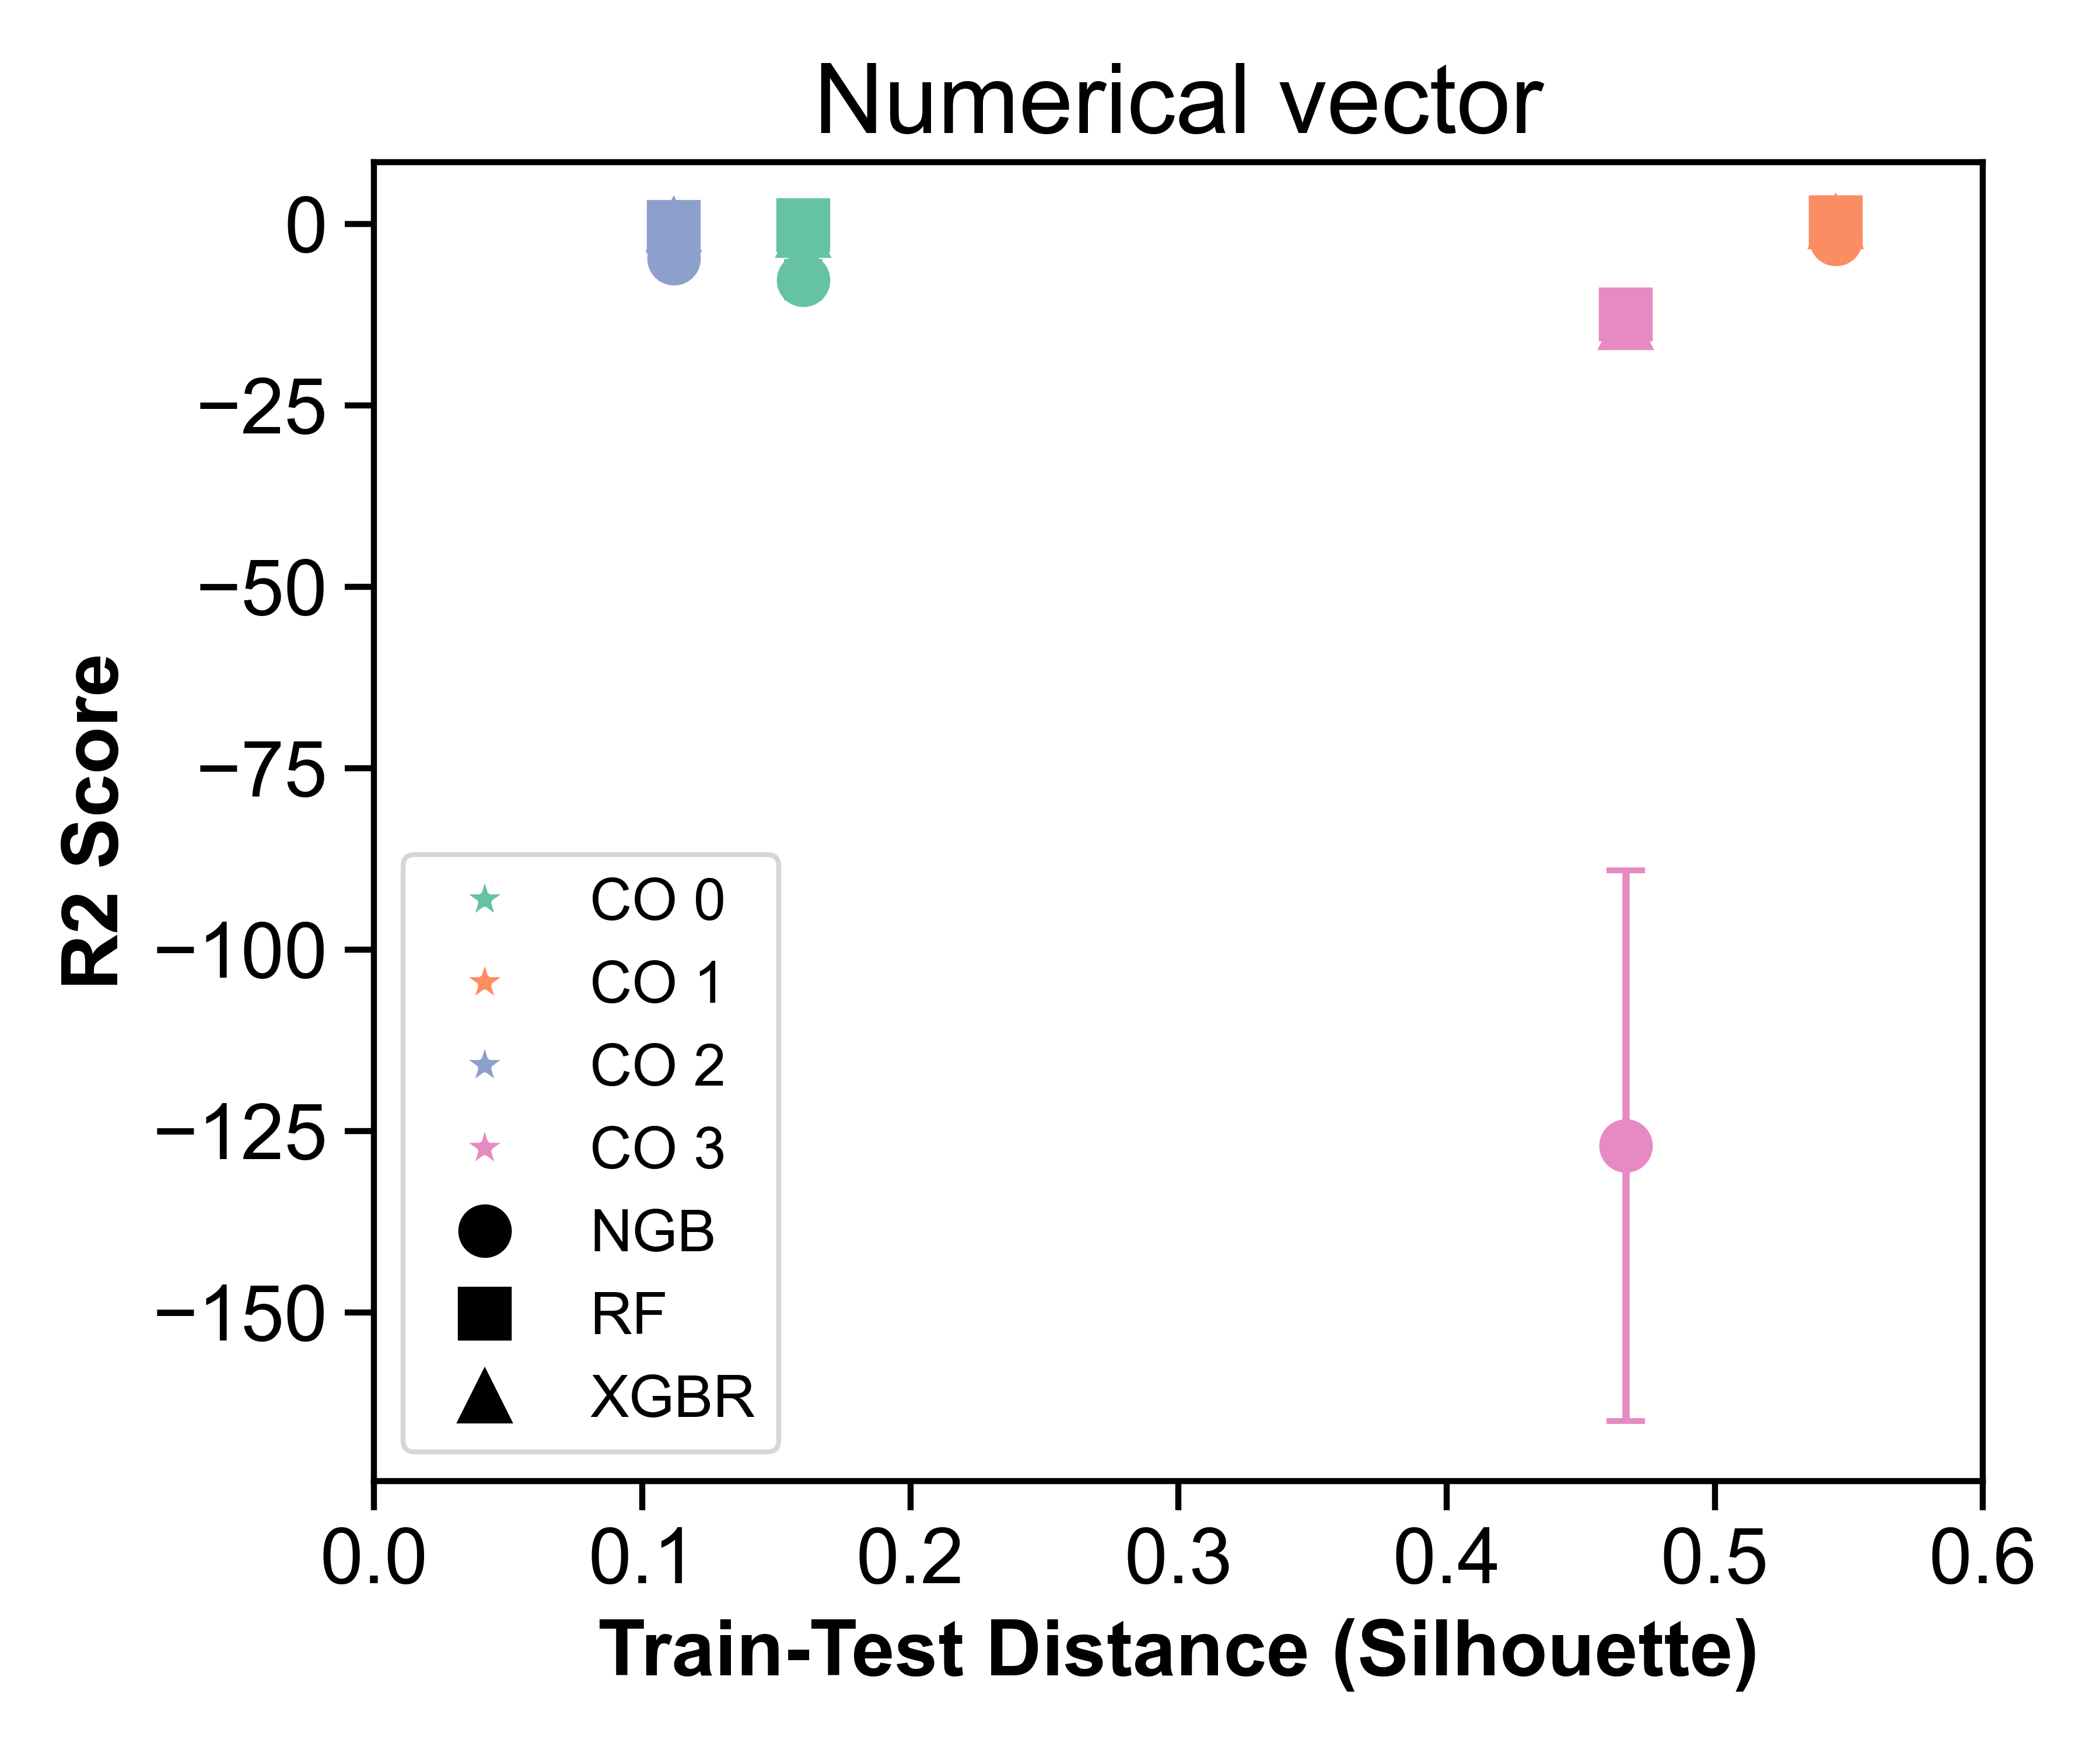 Numerical vector
R2 Score
0
−25
−50
−75
−100
−125
−150
CO 0
CO 1
CO 2
CO 3
NGB
RF
XGBR
0.0 0.1 0.2 0.3 0.4 0.5 0.6
Train-Test Distance (Silhouette)